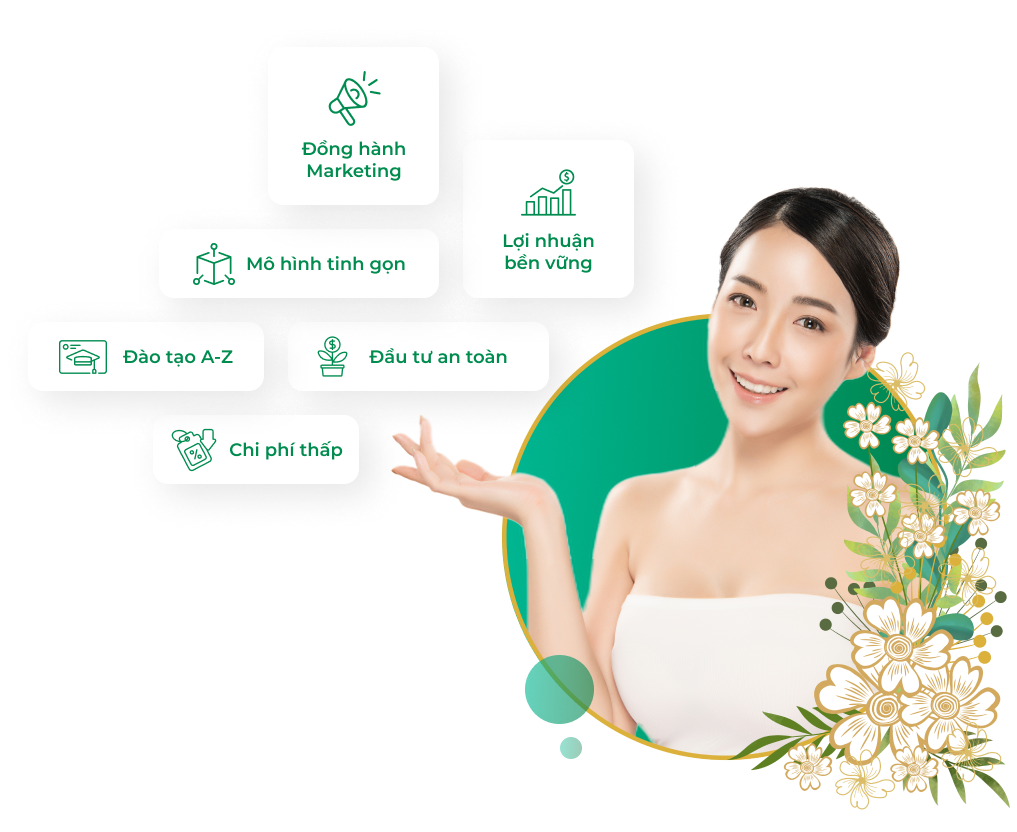 Đồng hành
Marketing
Lợi nhuận
bền vững
Mô hình tinh gọn
Đào tạo A-Z
Đầu tư an toàn
Chi phí thấp